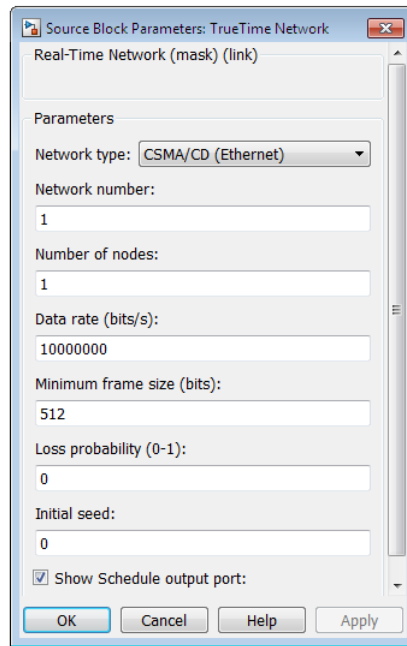 Source Block Parameters: TrueTime Network
Real-Time Network (mask) (link)
Parameters
Network type: CSMA/CD (Ethernet)
Network number:
1
Number of nodes:
1
Data rate (bits/s):
10000000
Minimum frame size (bits):
512
Loss probability (0-1):
0
Initial seed:
0
Show Schedule output port:
OK Cancel Help Apply